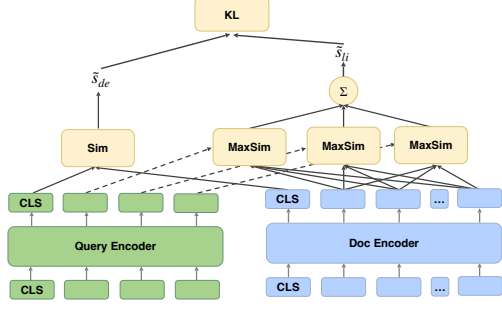 KL
s̃de
s̃li
Σ
Sim
MaxSim
MaxSim
MaxSim
CLS
CLS
...
Query Encoder
Doc Encoder
CLS
CLS
...